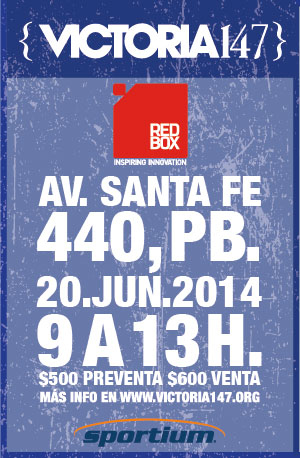 {VICTORIA147}
RED
BOX
INSPIRING INNOVATION
AV. SANTA FE
440, PB.
20.JUN.2014
9 A 13H.
$500 PREVENTA $600 VENTA
MÁS INFO EN WWW.VICTORIA147.ORG
sportium